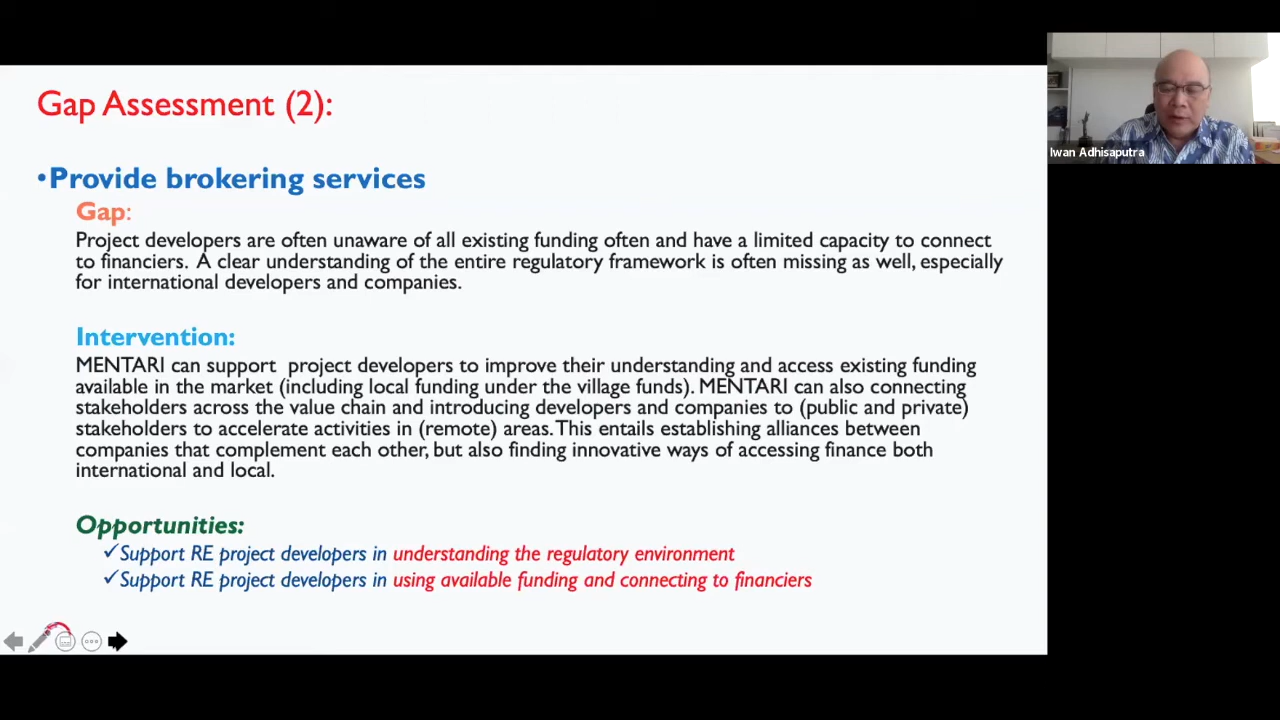 Gap Assessment (2):
•Provide brokering services
Gap:
Project developers are often unaware of all existing funding often and have a limited capacity to connect
to financiers. A clear understanding of the entire regulatory framework is often missing as well, especially
for international developers and companies.
Intervention:
MENTARI can support project developers to improve their understanding and access existing funding
available in the market (including local funding under the village funds). MENTARI can also connecting
stakeholders across the value chain and introducing developers and companies to (public and private)
stakeholders to accelerate activities in (remote) areas. This entails establishing alliances between
companies that complement each other, but also finding innovative ways of accessing finance both
international and local.
Opportunities:
✓Support RE project developers in understanding the regulatory environment
✓Support RE project developers in using available funding and connecting to financiers
Iwan Adhisaputra